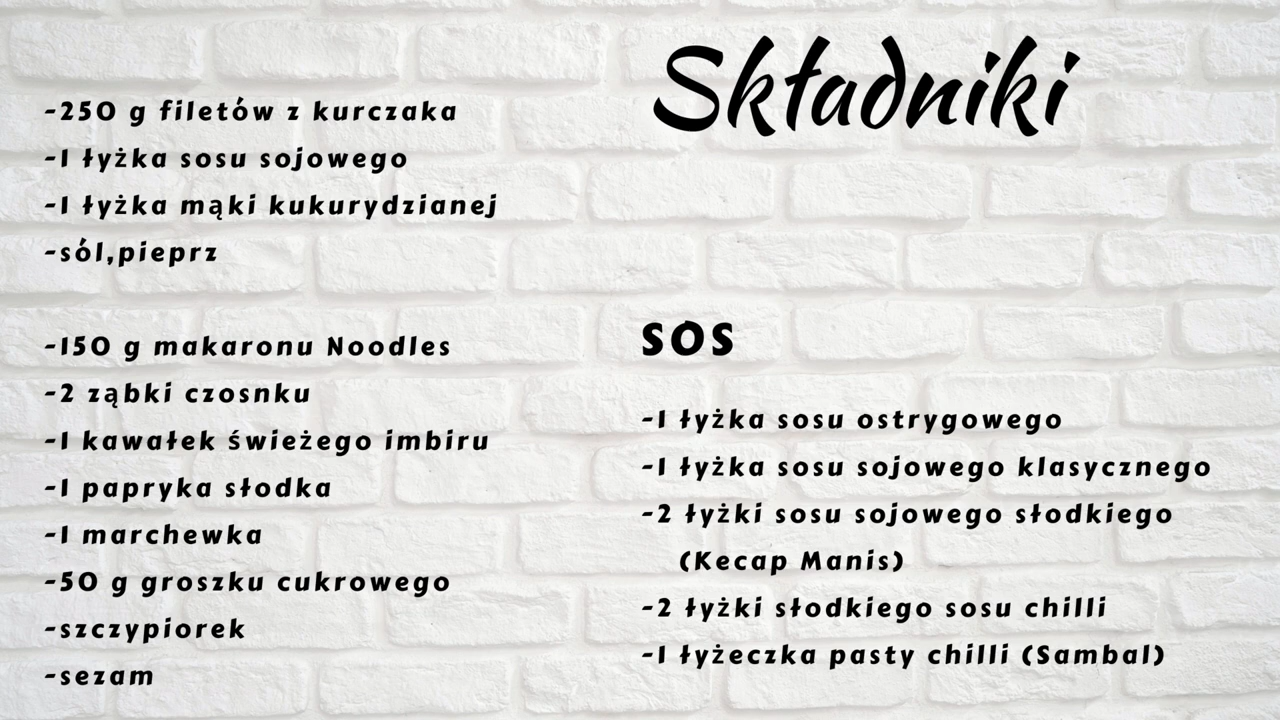 Składniki
-250 g filetów z kurczaka
-1 łyżka sosu sojowego
-1 łyżka mąki kukurydzianej
-sól,pieprz
-150 g makaronu Noodles
-2 ząbki czosnku
-1 kawałek świeżego imbiru
-1 papryka słodka
-1 marchewka
-50 g groszku cukrowego
-szczypiorek
-sezam
SOS
-1 łyżka sosu ostrygowego
-1 łyżka sosu sojowego klasycznego
-2 łyżki sosu sojowego słodkiego
(Kecap Manis)
-2 łyżki słodkiego sosu chilli
-1 łyżeczka pasty chilli (Sambal)